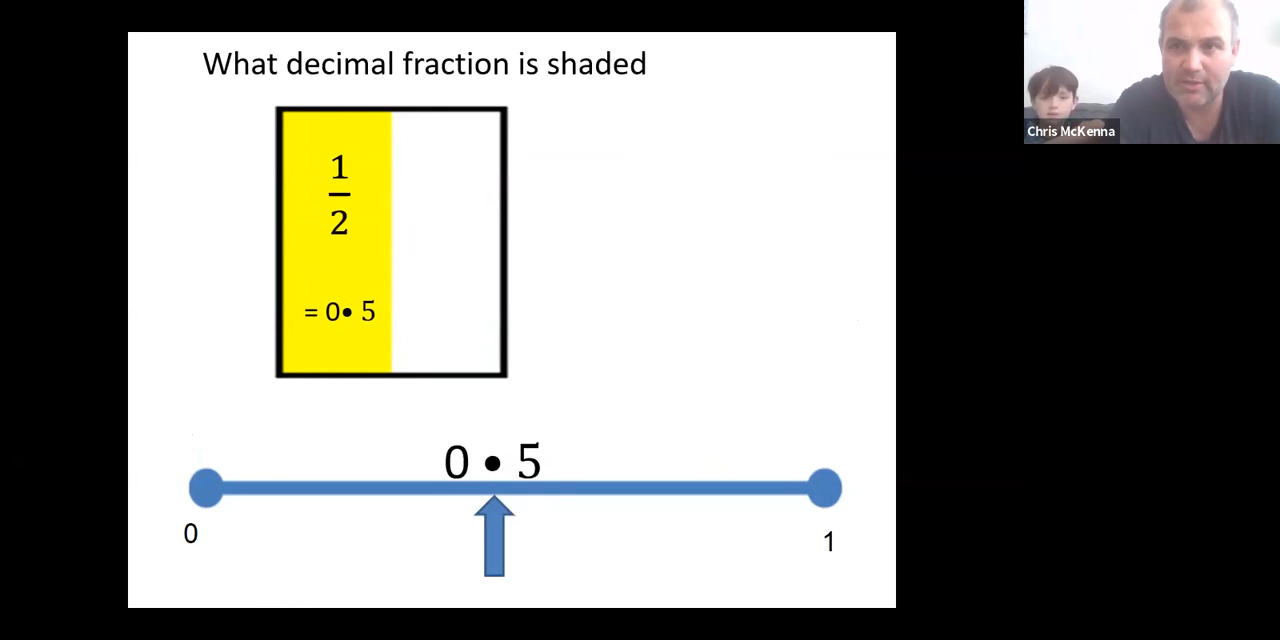 What decimal fraction is shaded
1
2
= 0• 5
0 • 5
0
1
Chris McKenna